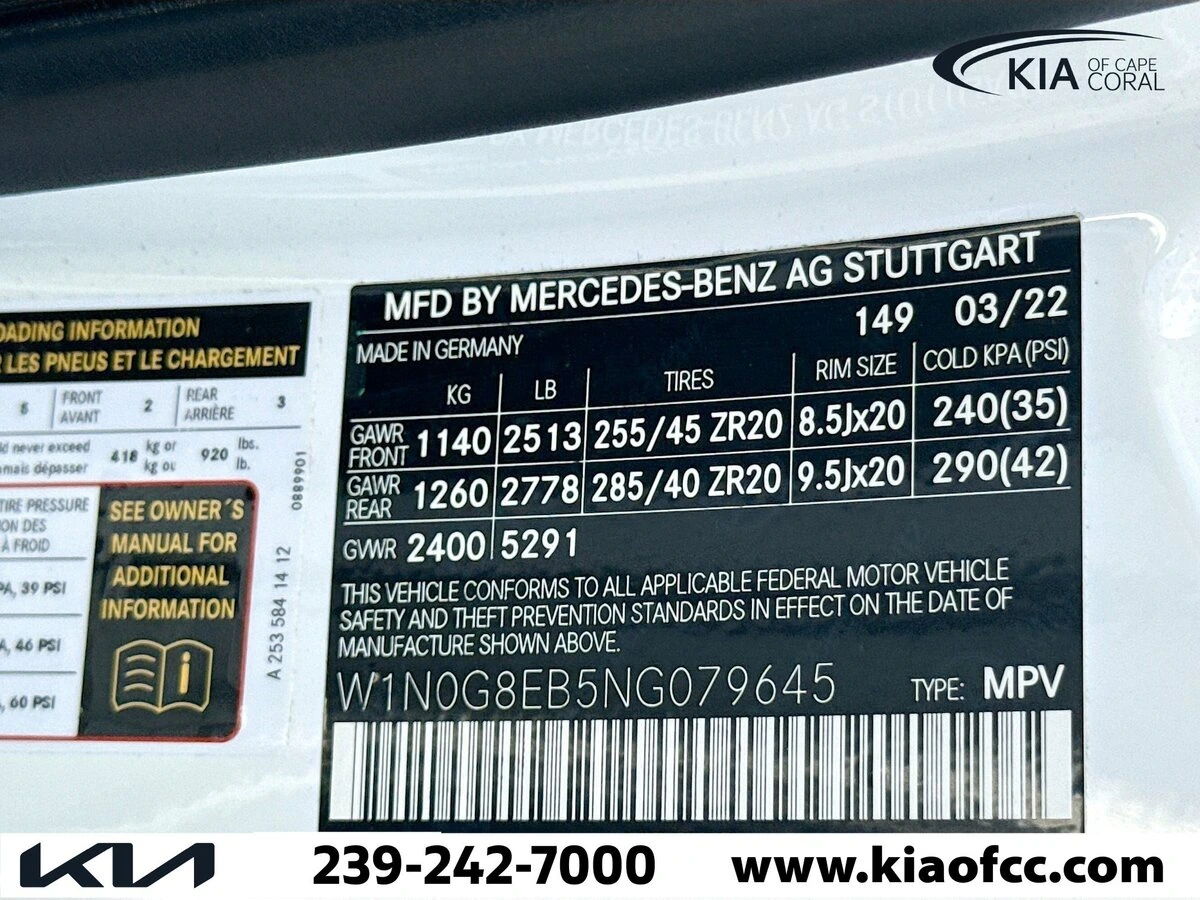 KIA OF CAPE CORAL
MFD BY MERCEDES-BENZ AG STUTTGART
149 03/22
MADE IN GERMANY
KG LB TIRES RIM SIZE COLD KPA(PSI)
GAWR FRONT 1140 2513 255/45 ZR20 8.5Jx20 240(35)
GAWR REAR 1260 2778 285/40 ZR20 9.5Jx20 290(42)
GVWR 2400 5291
THIS VEHICLE CONFORMS TO ALL APPLICABLE FEDERAL MOTOR VEHICLE
SAFETY AND THEFT PREVENTION STANDARDS IN EFFECT ON THE DATE OF
MANUFACTURE SHOWN ABOVE.
W1N0G8EB5NG079645 TYPE: MPV
INFORMATION
LES PNEUS ET LE CHARGEMENT
FRONT 2 REAR 3
AVANT ARRIÈRE
never exceed 418 kg or 920 lbs.
dépasser kg ou lb.
TIRE PRESSURE
DES
À FROID
39 PSI
46 PSI
60 PSI
SEE OWNER´S
MANUAL FOR
ADDITIONAL
INFORMATION
i
A 253 584 14 12
0889901
KIA
239-242-7000
www.kiaofcc.com